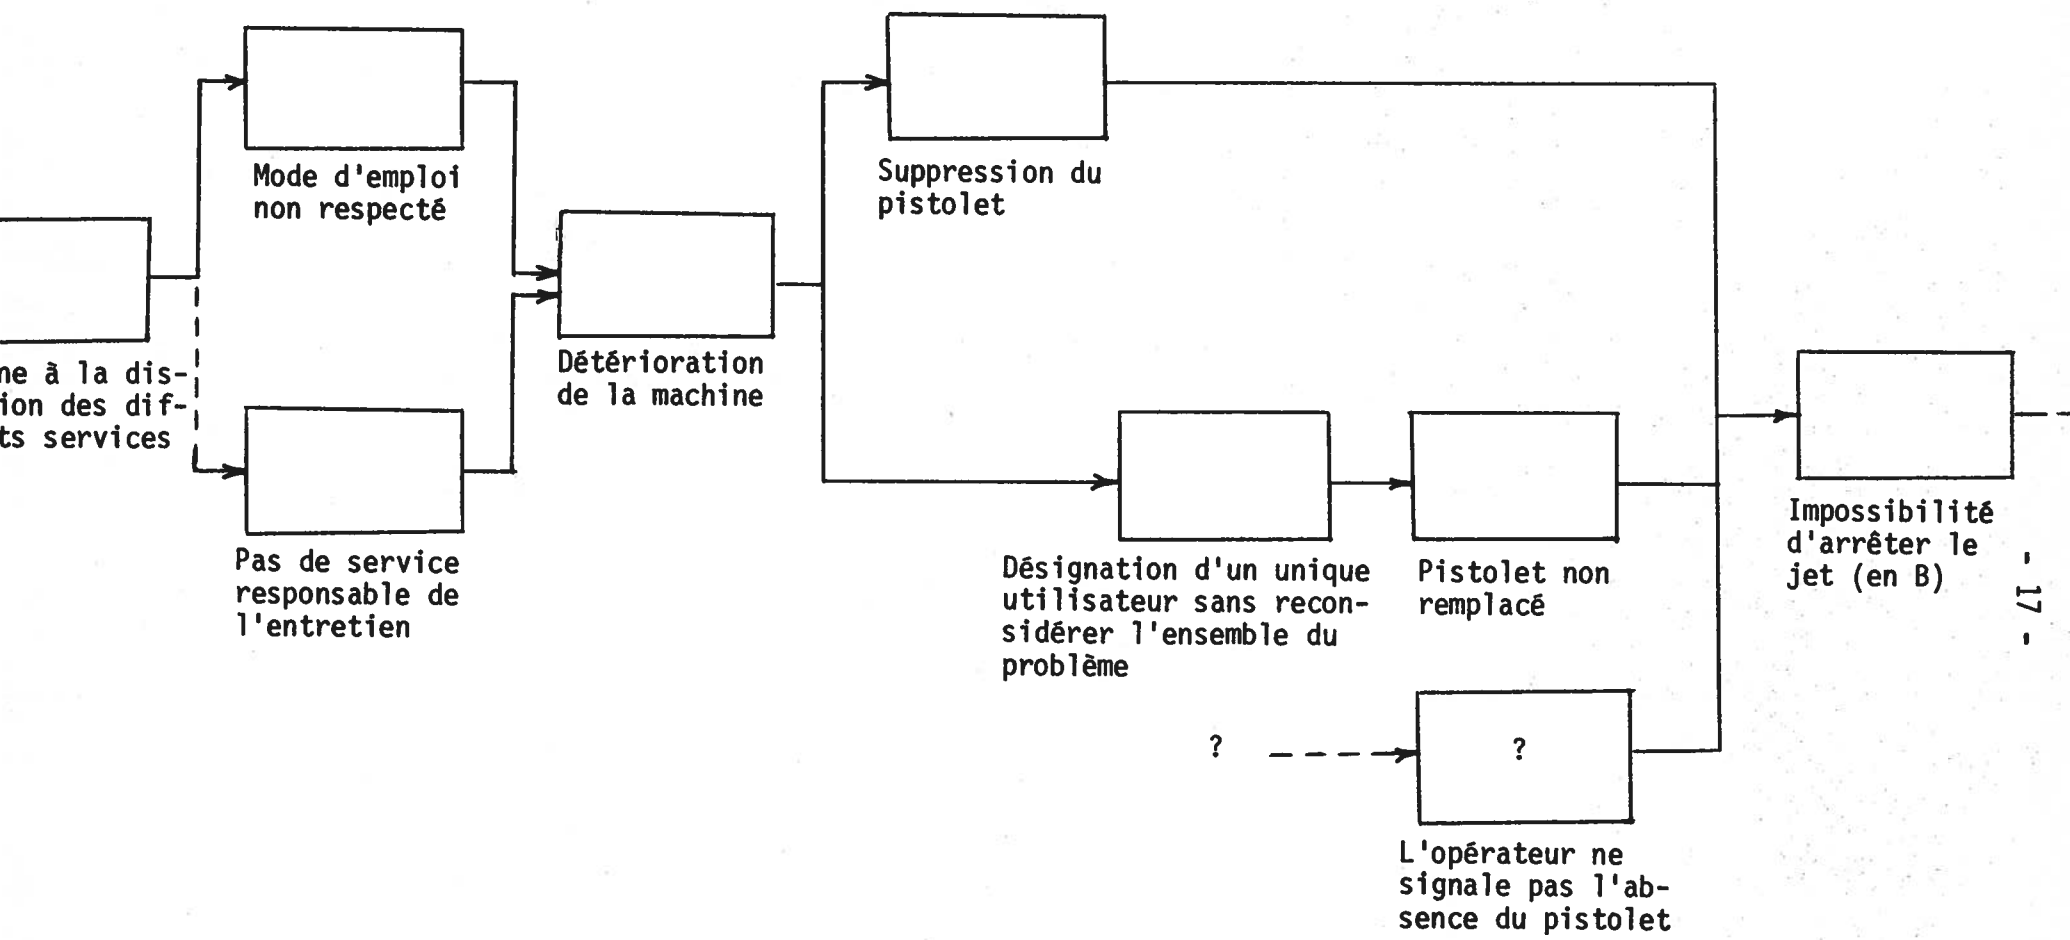 Mode d'emploi
non respecté
Suppression du
pistolet
ne à la dis-
ion des dif-
ts services
Détérioration
de la machine
Pas de service
responsable de
l'entretien
Désignation d'un unique
utilisateur sans recon-
sidérer l'ensemble du
problème
Pistolet non
remplacé
Impossibilité
d'arrêter le
jet (en B)
- 17 -
?
?
L'opérateur ne
signale pas l'ab-
sence du pistolet